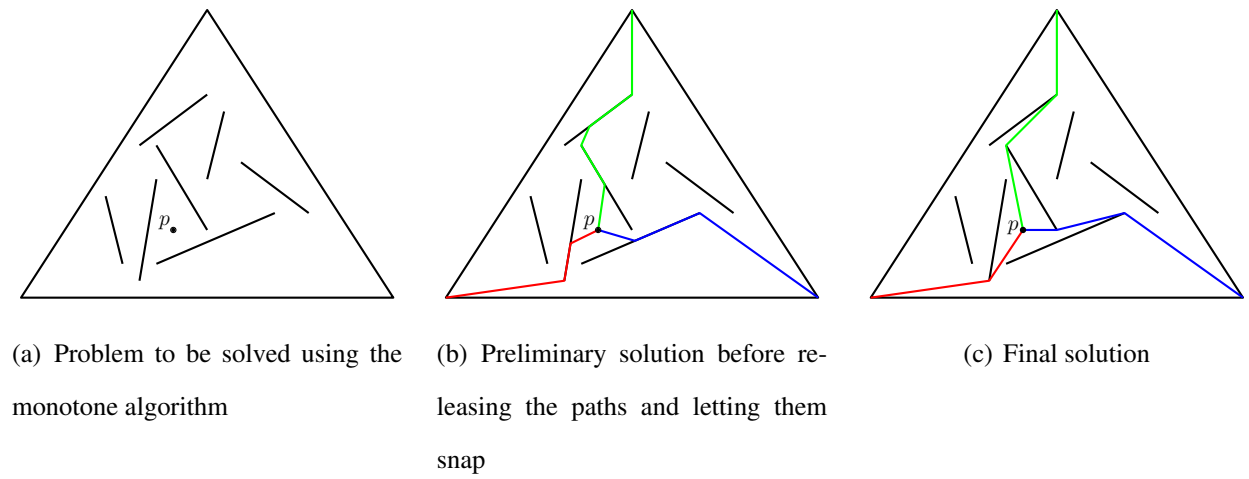 p
p
p
(a) Problem to be solved using the
monotone algorithm
(b) Preliminary solution before re-
leasing the paths and letting them
snap
(c) Final solution